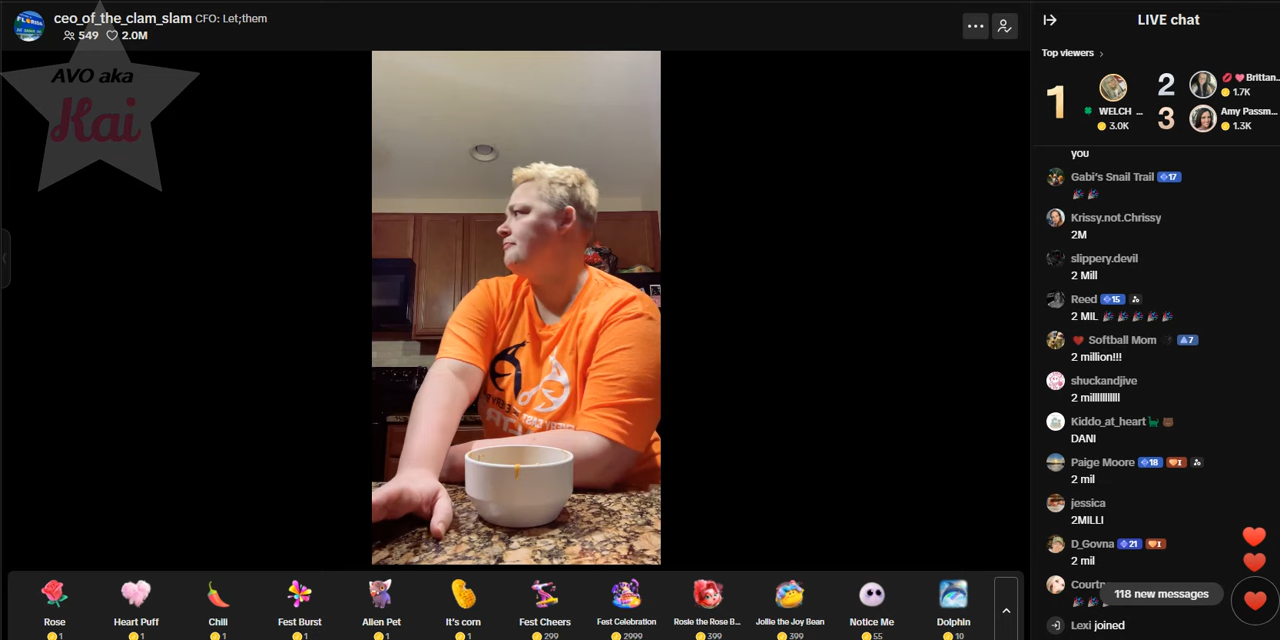 ceo_of_the_clam_slam CFO: Let;them
549 2.0M
AVO aka
Kai
LIVE chat
Top viewers
1
WELCH ...
3.0K
2
Brittan...
1.7K
3
Amy Passm...
1.3K
you
Gabi's Snail Trail 17
Krissy.not.Chrissy
2M
slippery.devil
2 Mill
Reed 15
2 MIL
Softball Mom 7
2 million!!!
shuckandjive
2 milllllllllll
Kiddo_at_heart
DANI
Paige Moore 18 I
2 mil
jessica
2MILLI
D_Govna 21 I
2 mil
118 new messages
Lexi joined
Rose
1
Heart Puff
1
Chili
1
Fest Burst
1
Alien Pet
1
It's corn
1
Fest Cheers
299
Fest Celebration
2999
Rosie the Rose B...
399
Jollie the Joy Bean
399
Notice Me
55
Dolphin
10